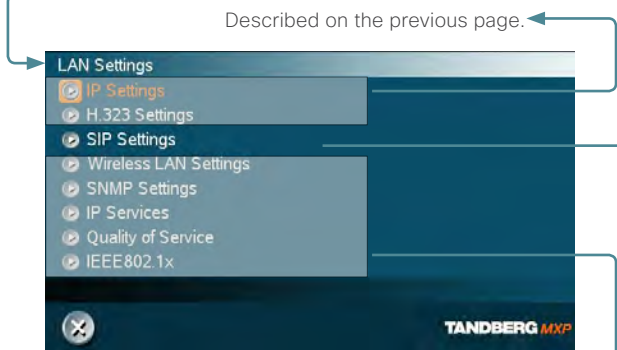 Described on the previous page.
LAN Settings
IP Settings
H.323 Settings
SIP Settings
Wireless LAN Settings
SNMP Settings
IP Services
Quality of Service
IEEE802.1x
TANDBERG MXP